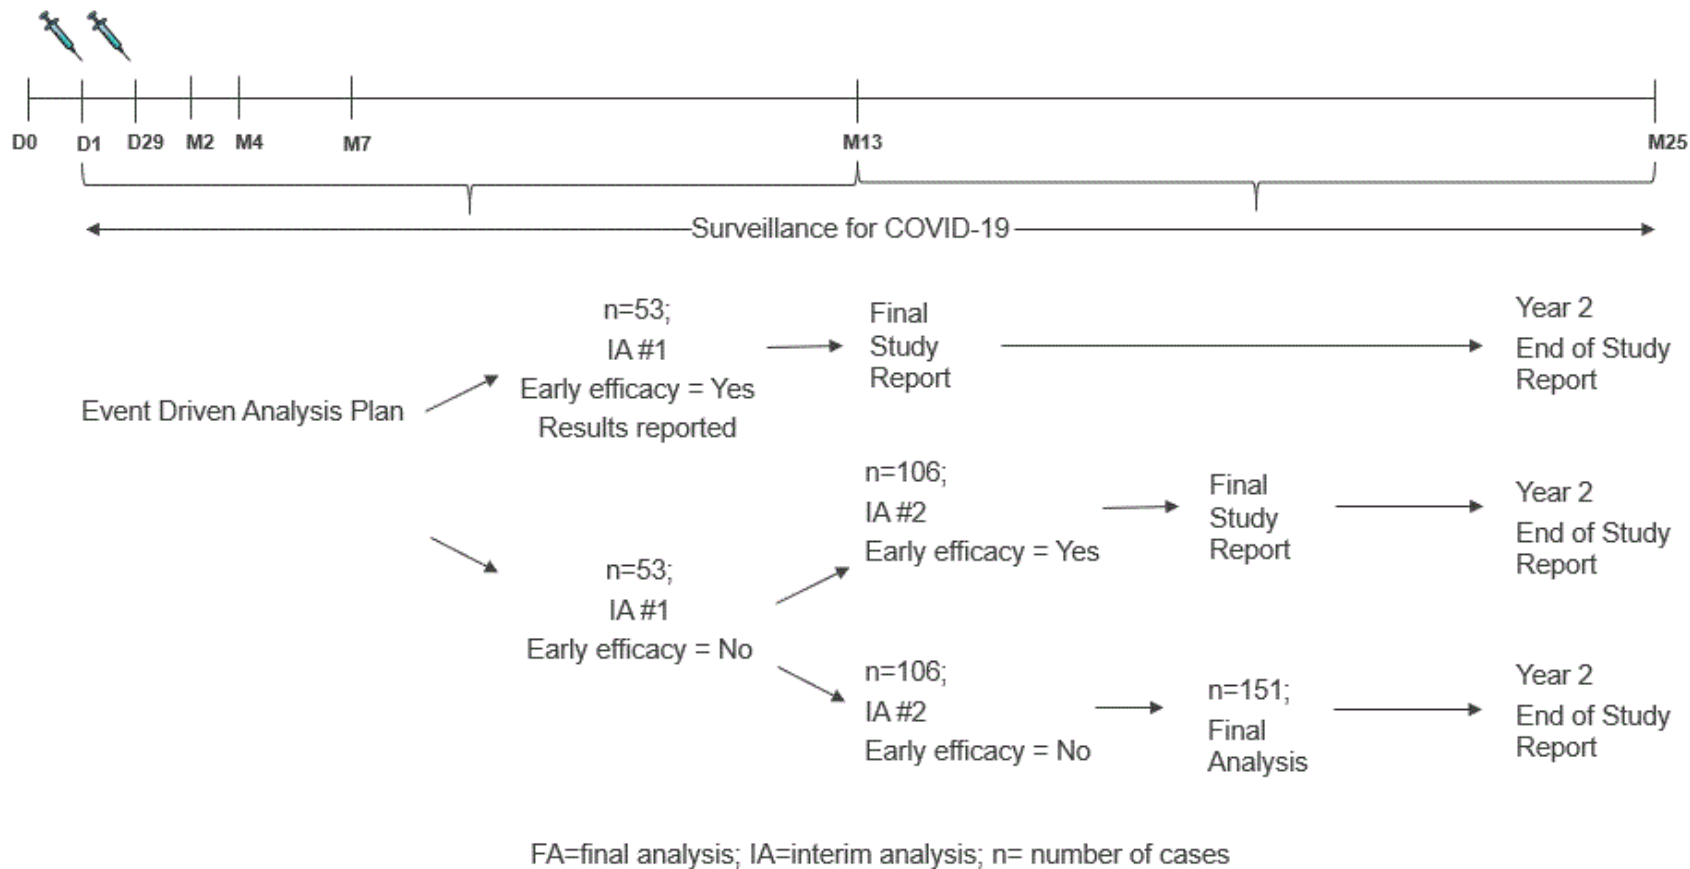 D0 D1 D29 M2 M4 M7 M13 M25
Surveillance for COVID-19
Event Driven Analysis Plan
n=53;
IA #1
Early efficacy = Yes
Results reported
Final
Study
Report
Year 2
End of Study
Report
n=53;
IA #1
Early efficacy = No
n=106;
IA #2
Early efficacy = Yes
Final
Study
Report
Year 2
End of Study
Report
n=106;
IA #2
Early efficacy = No
n=151;
Final
Analysis
Year 2
End of Study
Report
FA=final analysis; IA=interim analysis; n= number of cases